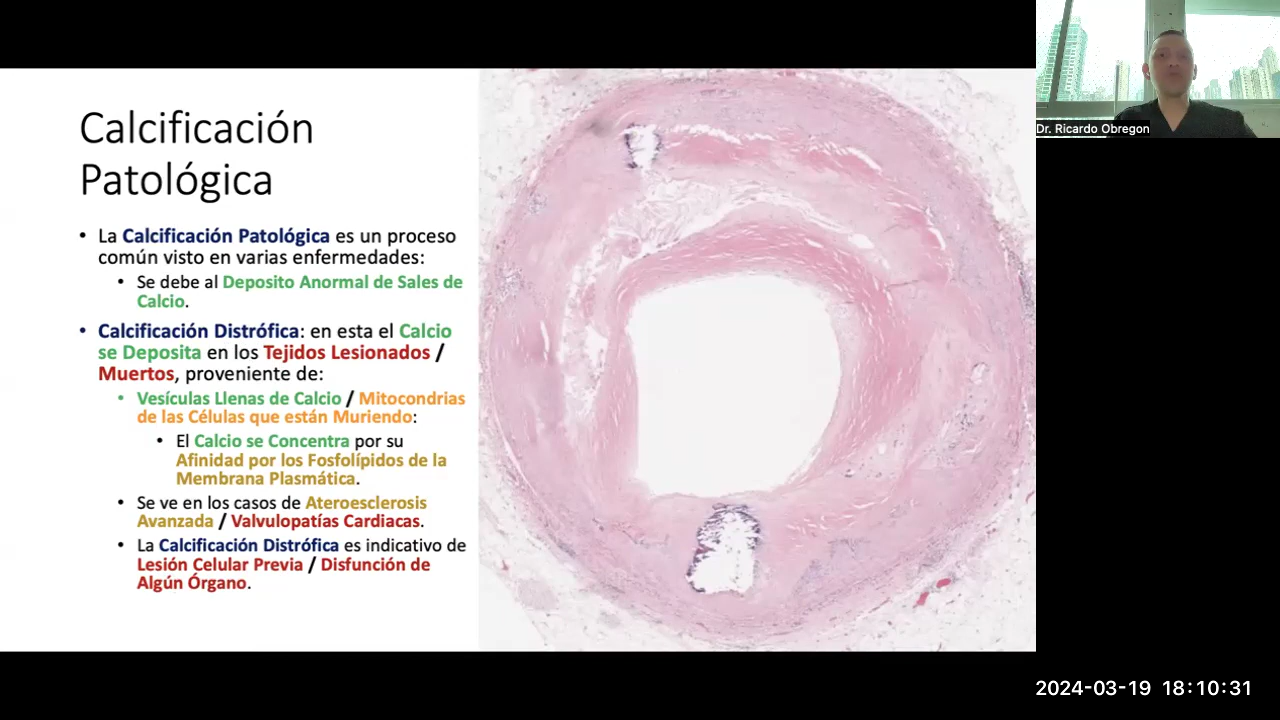 Calcificación
Patológica
• La Calcificación Patológica es un proceso
común visto en varias enfermedades:
• Se debe al Deposito Anormal de Sales de
Calcio.
• Calcificación Distrófica: en esta el Calcio
se Deposita en los Tejidos Lesionados /
Muertos, proveniente de:
• Vesículas Llenas de Calcio / Mitocondrias
de las Células que están Muriendo:
• El Calcio se Concentra por su
Afinidad por los Fosfolípidos de la
Membrana Plasmática.
• Se ve en los casos de Ateroesclerosis
Avanzada / Valvulopatías Cardiacas.
• La Calcificación Distrófica es indicativo de
Lesión Celular Previa / Disfunción de
Algún Órgano.
Dr. Ricardo Obregon
2024-03-19 18:10:31